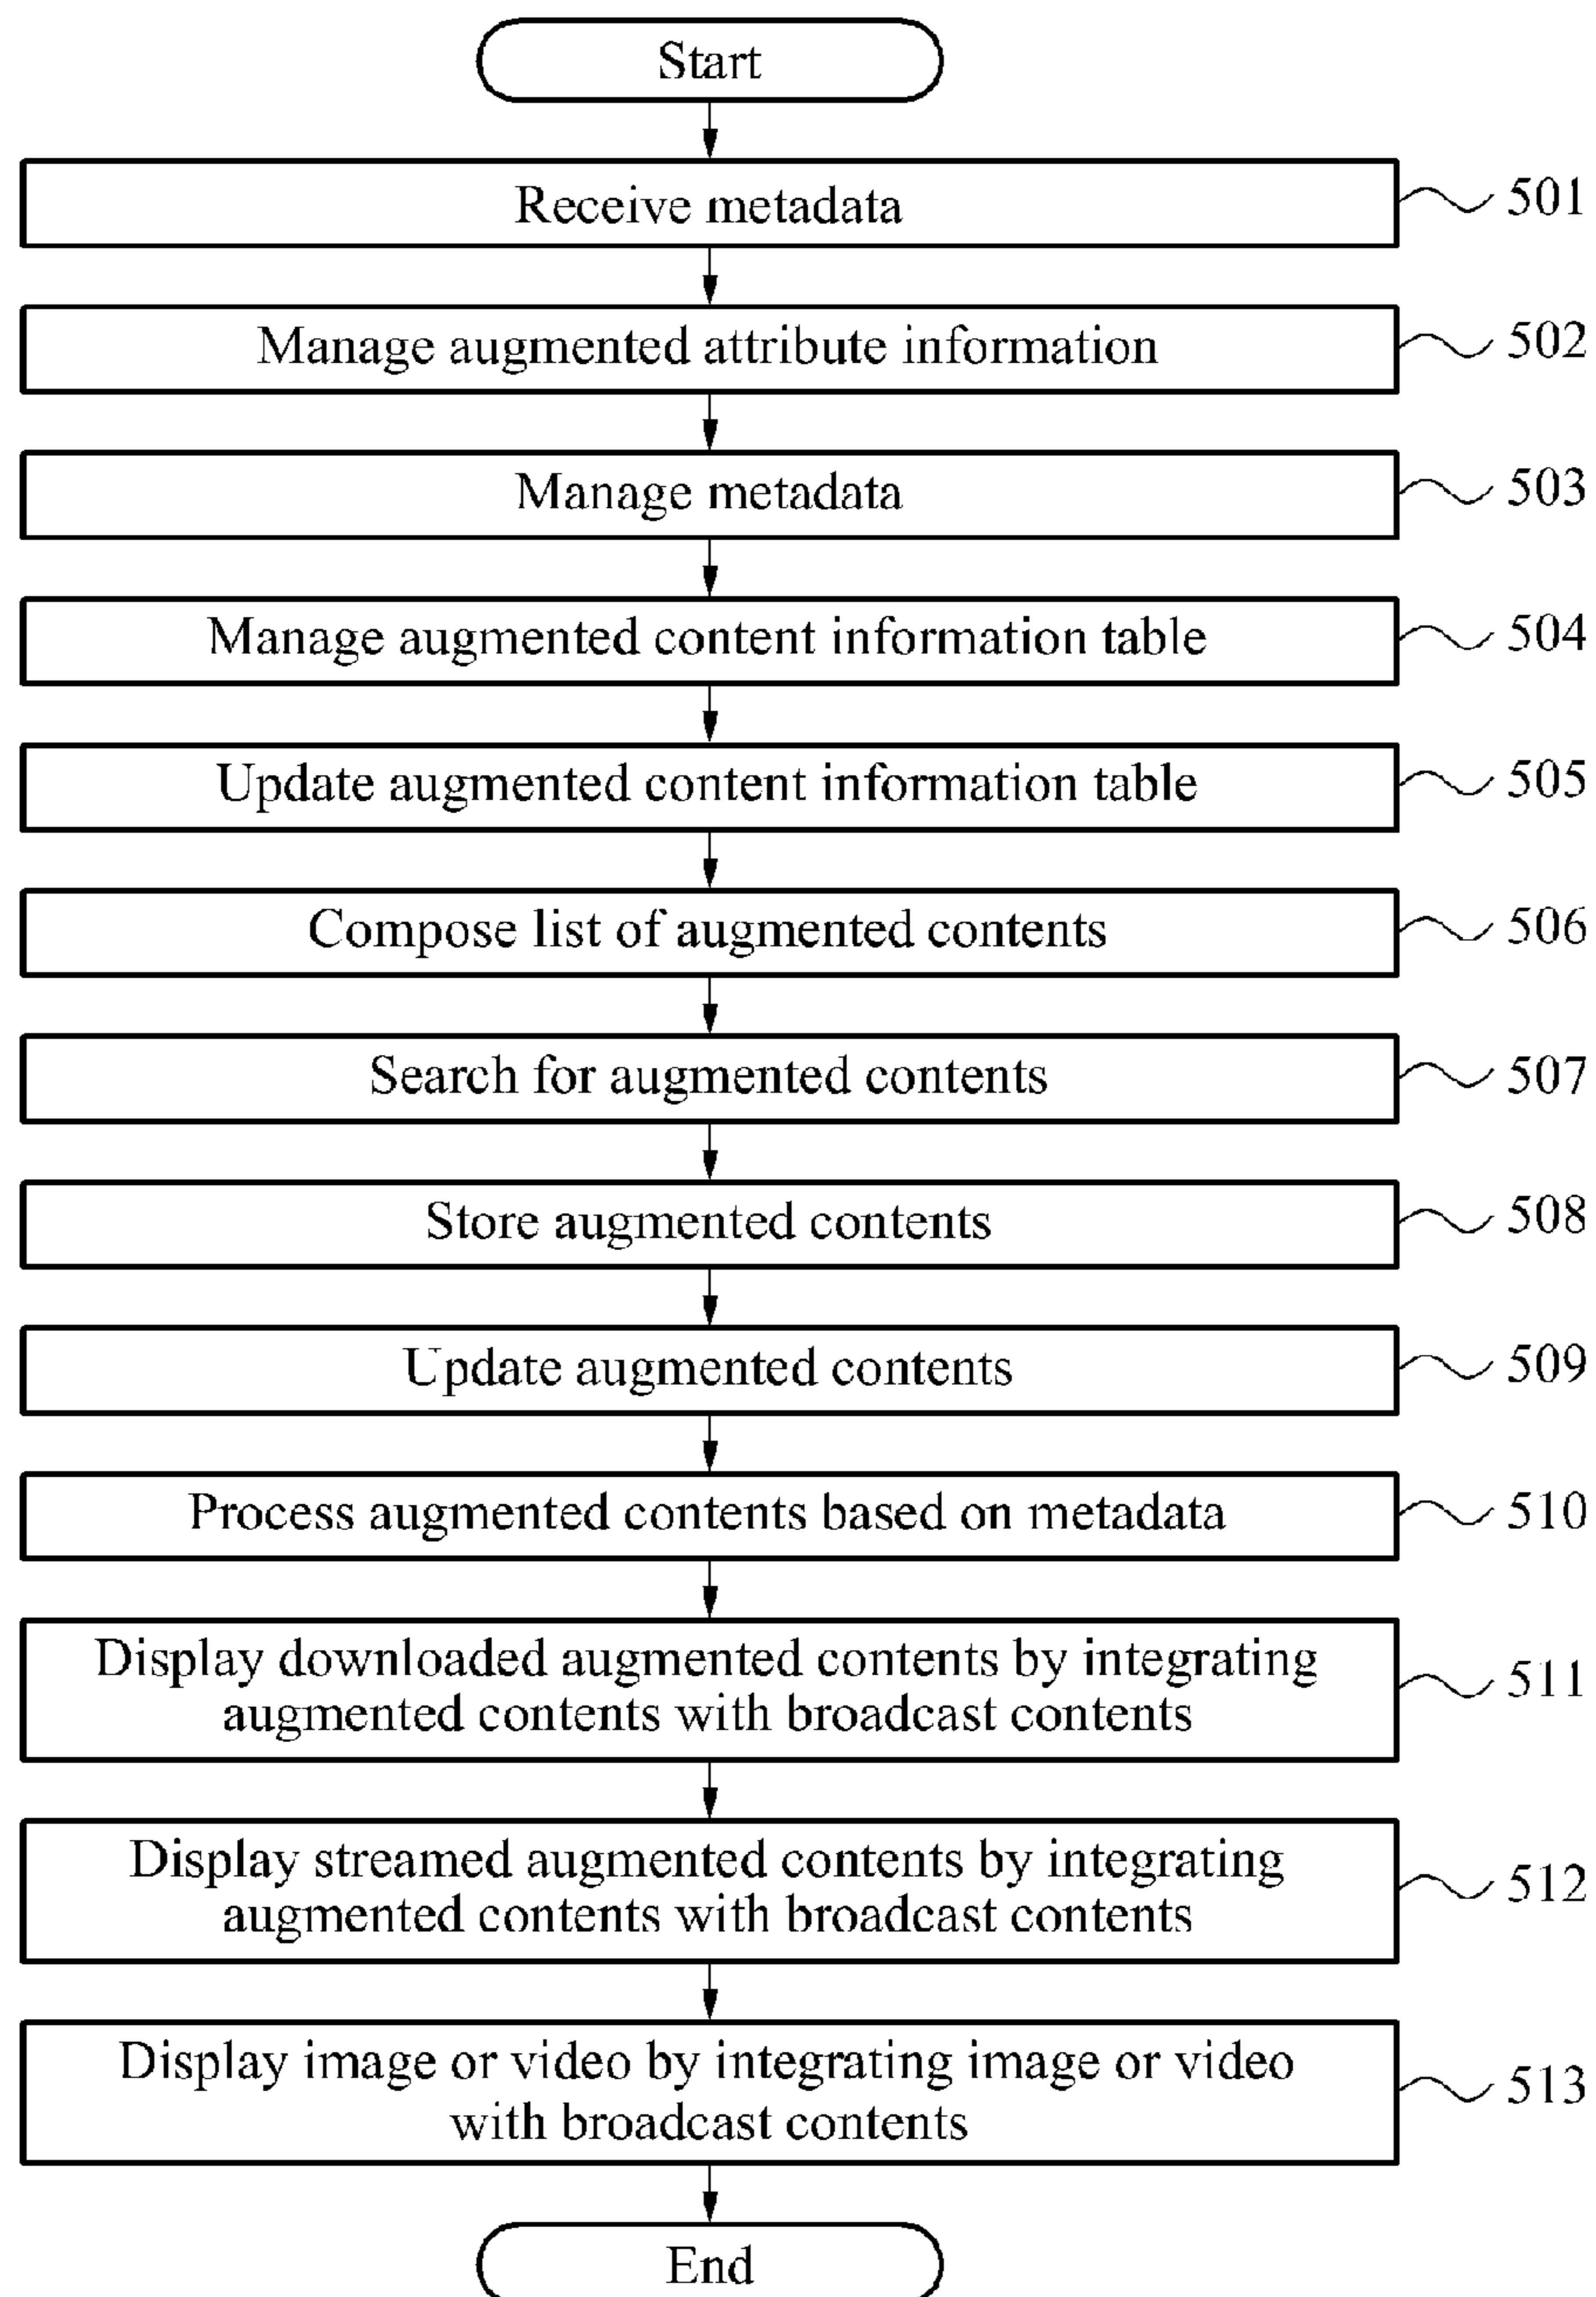 Start
Receive metadata
501
Manage augmented attribute information
502
Manage metadata
503
Manage augmented content information table
504
Update augmented content information table
505
Compose list of augmented contents
506
Search for augmented contents
507
Store augmented contents
508
Update augmented contents
509
Process augmented contents based on metadata
510
Display downloaded augmented contents by integrating
augmented contents with broadcast contents
511
Display streamed augmented contents by integrating
augmented contents with broadcast contents
512
Display image or video by integrating image or video
with broadcast contents
513
End